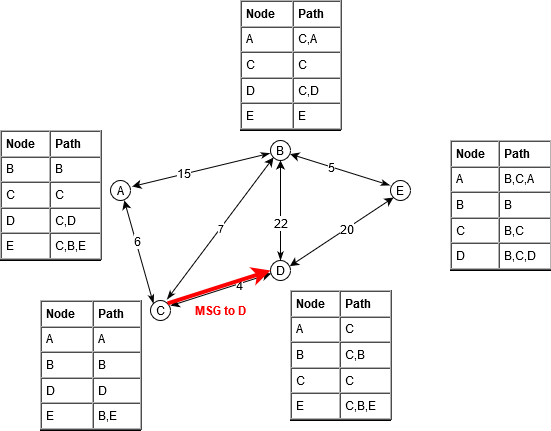 Node Path
A C,A
C C
D C,D
E E
Node Path
B B
C C
D C,D
E C,B,E
Node Path
A B,C,A
B B
C B,C
D B,C,D
B
15
5
A
E
7
22
20
6
D
4
C
MSG to D
Node Path
A A
B B
D D
E B,E
Node Path
A C
B C,B
C C
E C,B,E